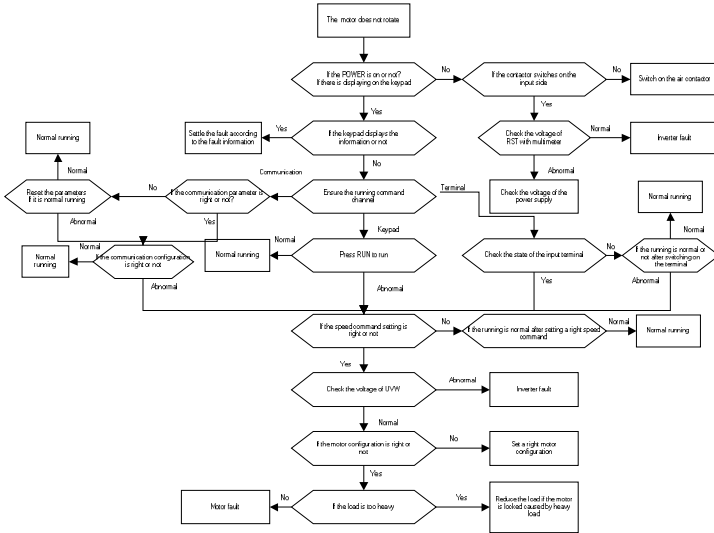 The motor does not rotate
If the POWER is on or not?
If there is displaying on the keypad
No
If the contactor switches on the
input side
No
Switch on the air contactor
Yes
Yes
Normal running
Settle the fault according
to the fault information
Yes
If the keypad displays the
information or not
Check the voltage of
RST with multimeter
Normal
Inverter fault
Normal
Communication
No
Abnormal
Reset the parameters
If it is normal running
No
If the communication parameter is
right or not?
Ensure the running command
channel
Terminal
Check the voltage of the
power supply
Normal running
Abnormal
Yes
Keypad
Normal
Normal
running
Normal
If the communication configuration
is right or not
Normal running
Normal
Press RUN to run
Check the state of the input terminal
No
If the running is normal or
not after switching on
the terminal
Abnormal
Abnormal
Yes
Abnormal
If the speed command setting is
right or not
No
If the running is normal after setting a right speed
command
Normal
Normal running
Yes
Check the voltage of UVW
Abnormal
Inverter fault
Normal
If the motor configuration is right or
not
No
Set a right motor
configuration
Yes
Motor fault
No
If the load is too heavy
Yes
Reduce the load if the motor
is looked caused by heavy
load